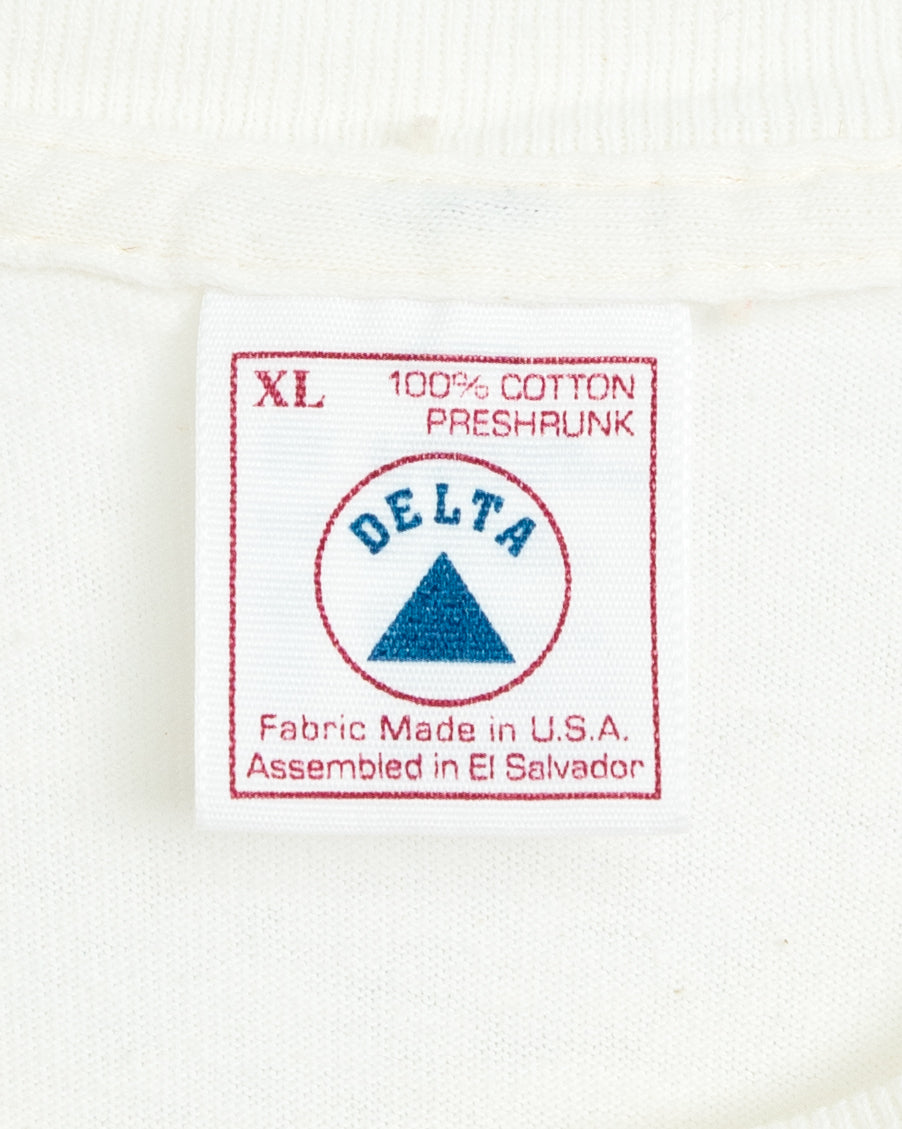 XL
100% COTTON
PRESHRUNK
DELTA
Fabric Made in U.S.A.
Assembled in El Salvador